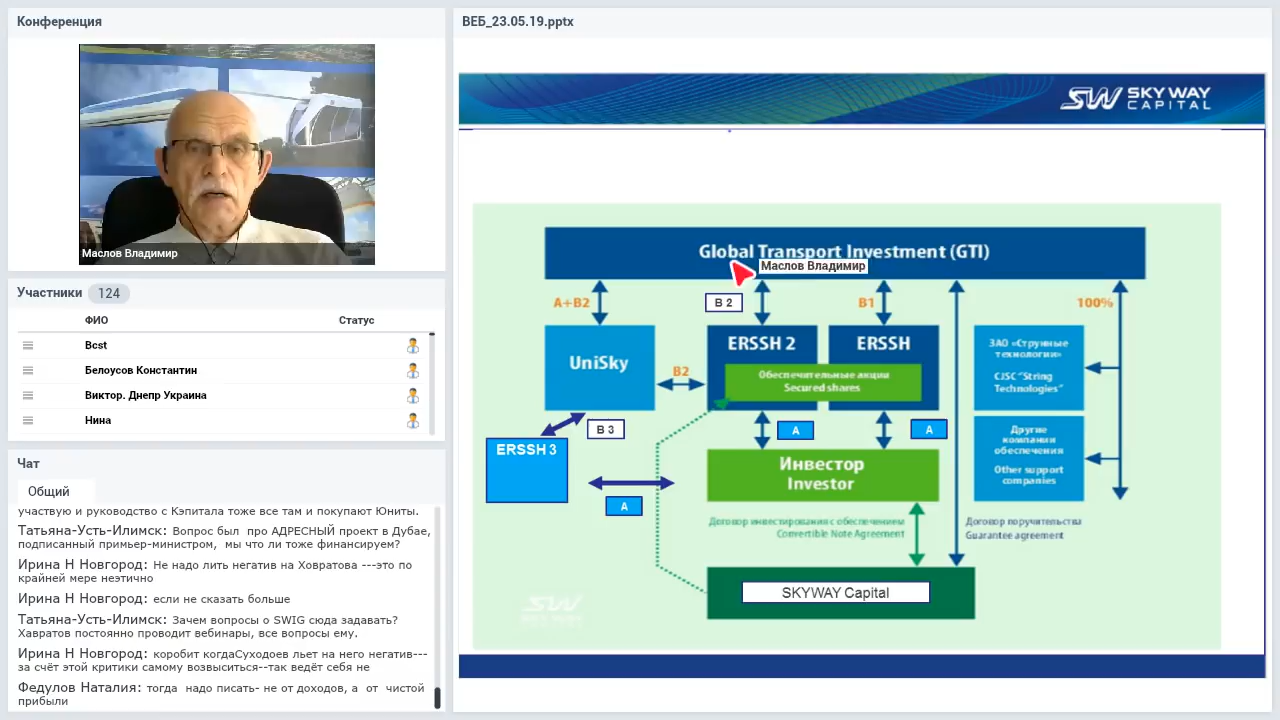 Конференция
Маслов Владимир
Участники 124
ФИО Статус
Bcst
Белоусов Константин
Виктор. Днепр Украина
Нина
Чат
Общий
участвую и руководство с Кэпитала тоже все там и покупают Юниты.
Татьяна-Усть-Илимск: Вопрос был про АДРЕСНЫЙ проект в Дубае,
подписанный примьер-министром, мы что ли тоже финансируем?
Ирина Н Новгород: Не надо лить негатив на Ховратова ---это по
крайней мере неэтично
Ирина Н Новгород: если не сказать больше
Татьяна-Усть-Илимск: Зачем вопросы о SWIG сюда задавать?
Хавратов постоянно проводит вебинары, все вопросы ему.
Ирина Н Новгород: коробит когдаСуходоев льет на него негатив---
за счёт этой критики самому возвыситься--так ведёт себя не
Федулов Наталия: тогда надо писать- не от доходов, а от чистой
прибыли
ВЕБ_23.05.19.pptx
SW SKY WAY
CAPITAL
Global Transport Investment (GTI)
Маслов Владимир
A+B2
B 2
B1
100%
UniSky
B2
ERSSH 2
ERSSH
Обеспечительные акции
Secured shares
ЗАО «Струнные
технологии»
CJSC "String
Technologies"
B 3
ERSSH 3
A
A
A
Инвестор
Investor
Другие
компании
обеспечения
Other support
companies
Договор инвестирования с обеспечением
Convertible Note Agreement
Договор поручительства
Guarantee agreement
SKYWAY Capital
SW
SKY WAY